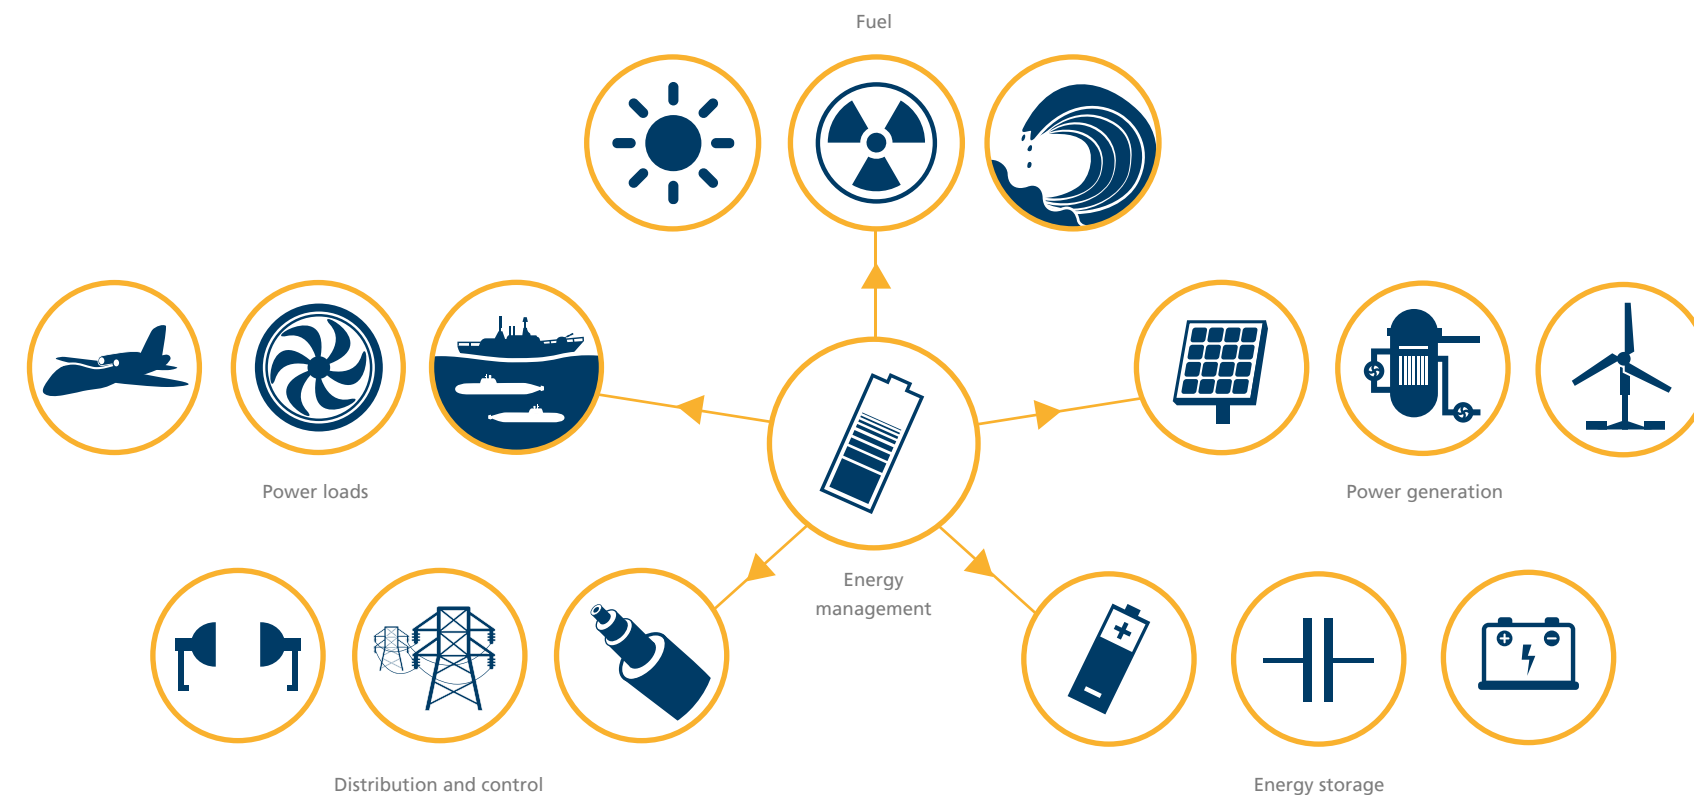 Fuel
Power loads
Power generation
Energy
management
Distribution and control
Energy storage